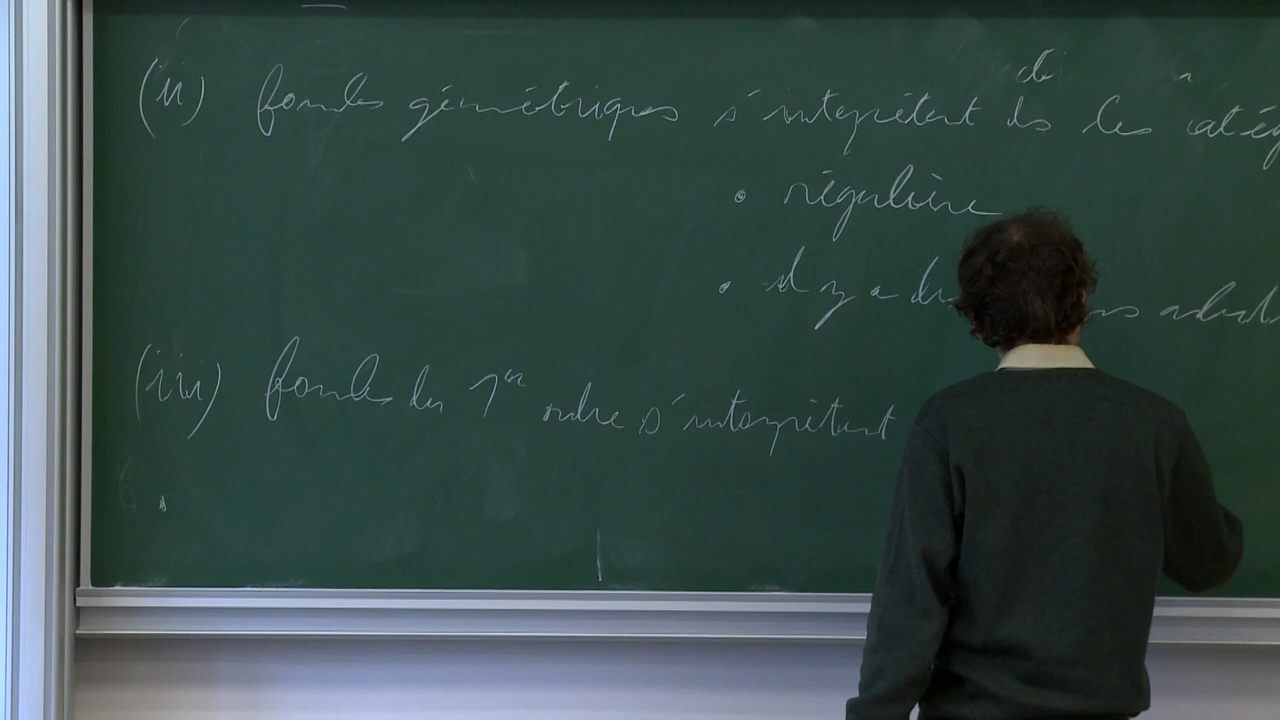 (ii) formules géométriques s'interprètent ds les catég
• régulière
• il y a des
(iii) formules du 1er ordre s'interprètent